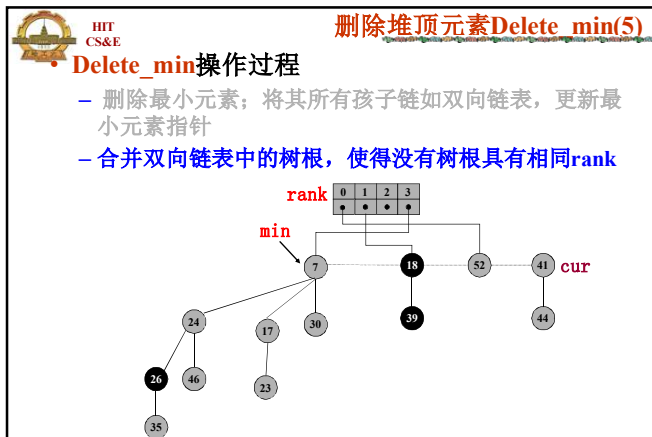 HIT
CS&E
删除堆顶元素Delete_min(5)
• Delete_min操作过程
– 删除最小元素；将其所有孩子链如双向链表，更新最
小元素指针
– 合并双向链表中的树根，使得没有树根具有相同rank
rank 0 1 2 3
min
7 18 52 41 cur
24 17 30 39 44
26 46 23
35